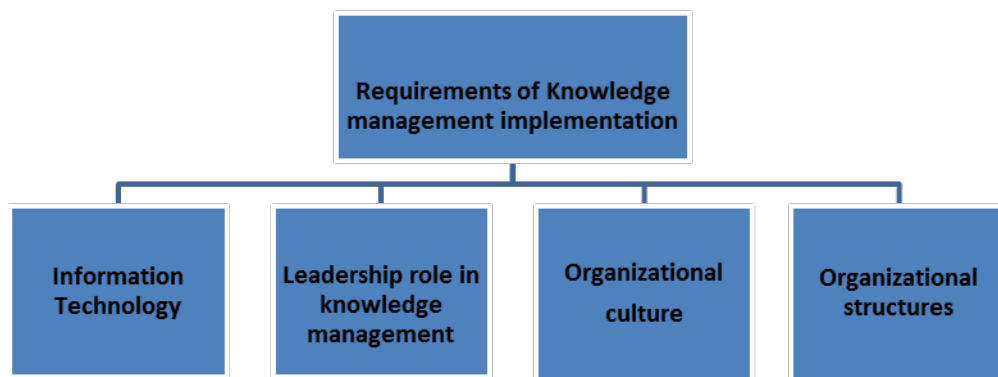 Requirements of Knowledge
management implementation
Information
Technology
Leadership role in
knowledge
management
Organizational
culture
Organizational
structures